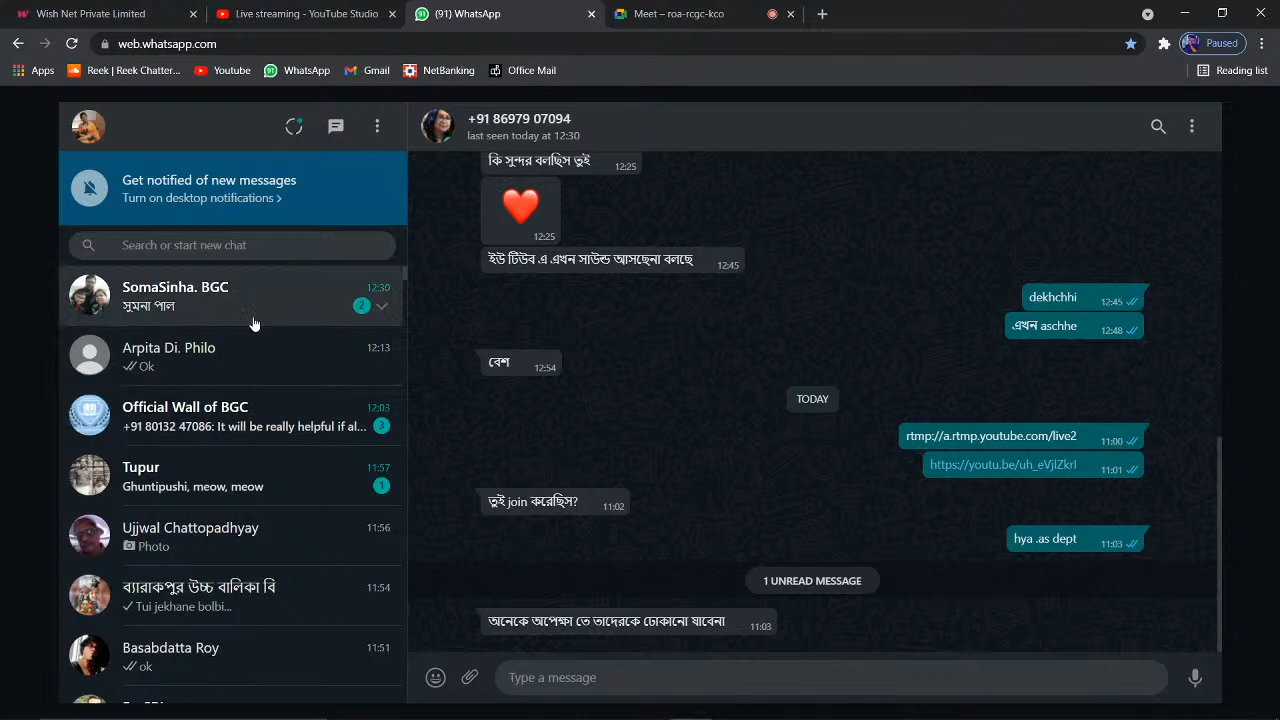 Wish Net Private Limited
Live streaming - YouTube Studio
(91) WhatsApp
Meet – roa-rcgc-kco
web.whatsapp.com
Paused
Apps
Reek | Reek Chatter...
Youtube
WhatsApp
Gmail
NetBanking
Office Mail
Reading list
Get notified of new messages
Turn on desktop notifications >
Search or start new chat
SomaSinha. BGC 12:30
সুমনা পাল 2
Arpita Di. Philo 12:13
Ok
Official Wall of BGC 12:03
+91 80132 47086: It will be really helpful if al... 3
Tupur 11:57
Ghuntipushi, meow, meow 1
Ujjwal Chattopadhyay 11:56
Photo
ব্যারাকপুর উচ্চ বালিকা বি 11:54
Tui jekhane bolbi...
Basabdatta Roy 11:51
ok
+91 86979 07094
last seen today at 12:30
কি সুন্দর বলছিস তুই 12:25
12:25
ইউ টিউব এ এখন সাউন্ড আসছেনা বলছে 12:45
dekhchhi 12:45
এখন aschhe 12:48
বেশ 12:54
TODAY
rtmp://a.rtmp.youtube.com/live2 11:00
https://youtu.be/uh_eVjlZkrI 11:01
তুই join করেছিস? 11:02
hya .as dept 11:03
1 UNREAD MESSAGE
অনেকে অপেক্ষা তে তাদেরকে ঢোকানো যাবেনা 11:03
Type a message